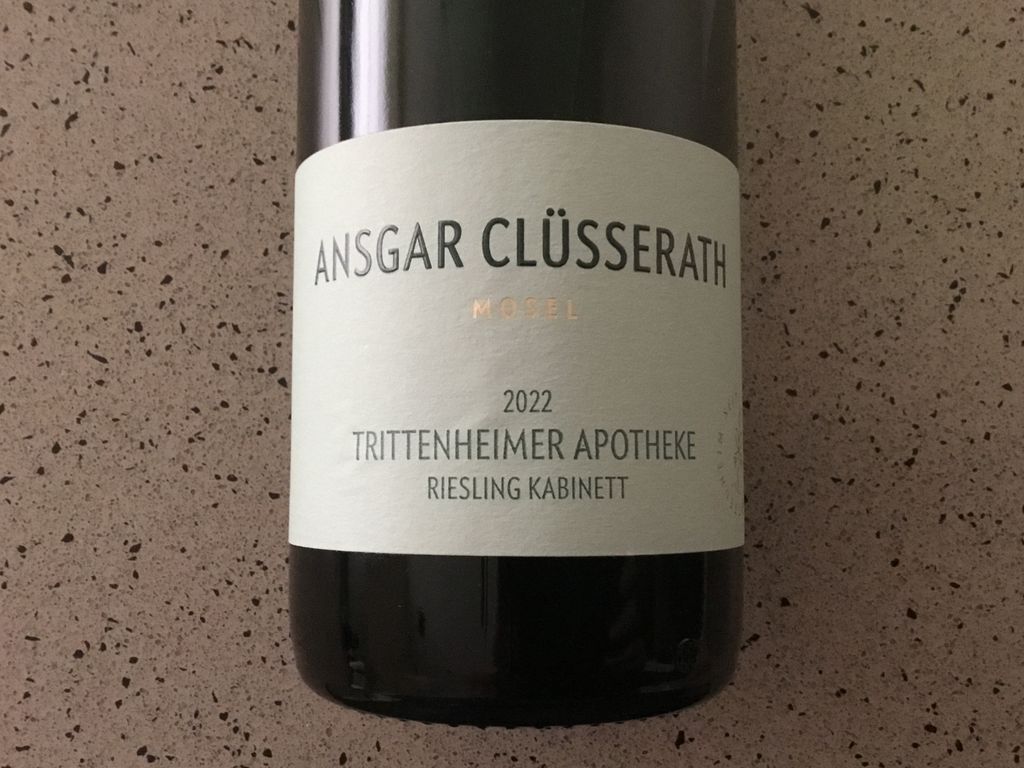 ANSGAR CLÜSSERATH
MOSEL
2022
TRITTENHEIMER APOTHEKE
RIESLING KABINETT